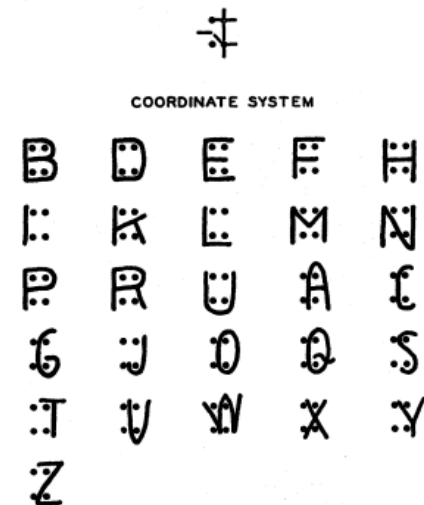 COORDINATE SYSTEM
B D E F H
I K L M N
P R U A C
G J O Q S
T V W X Y
Z